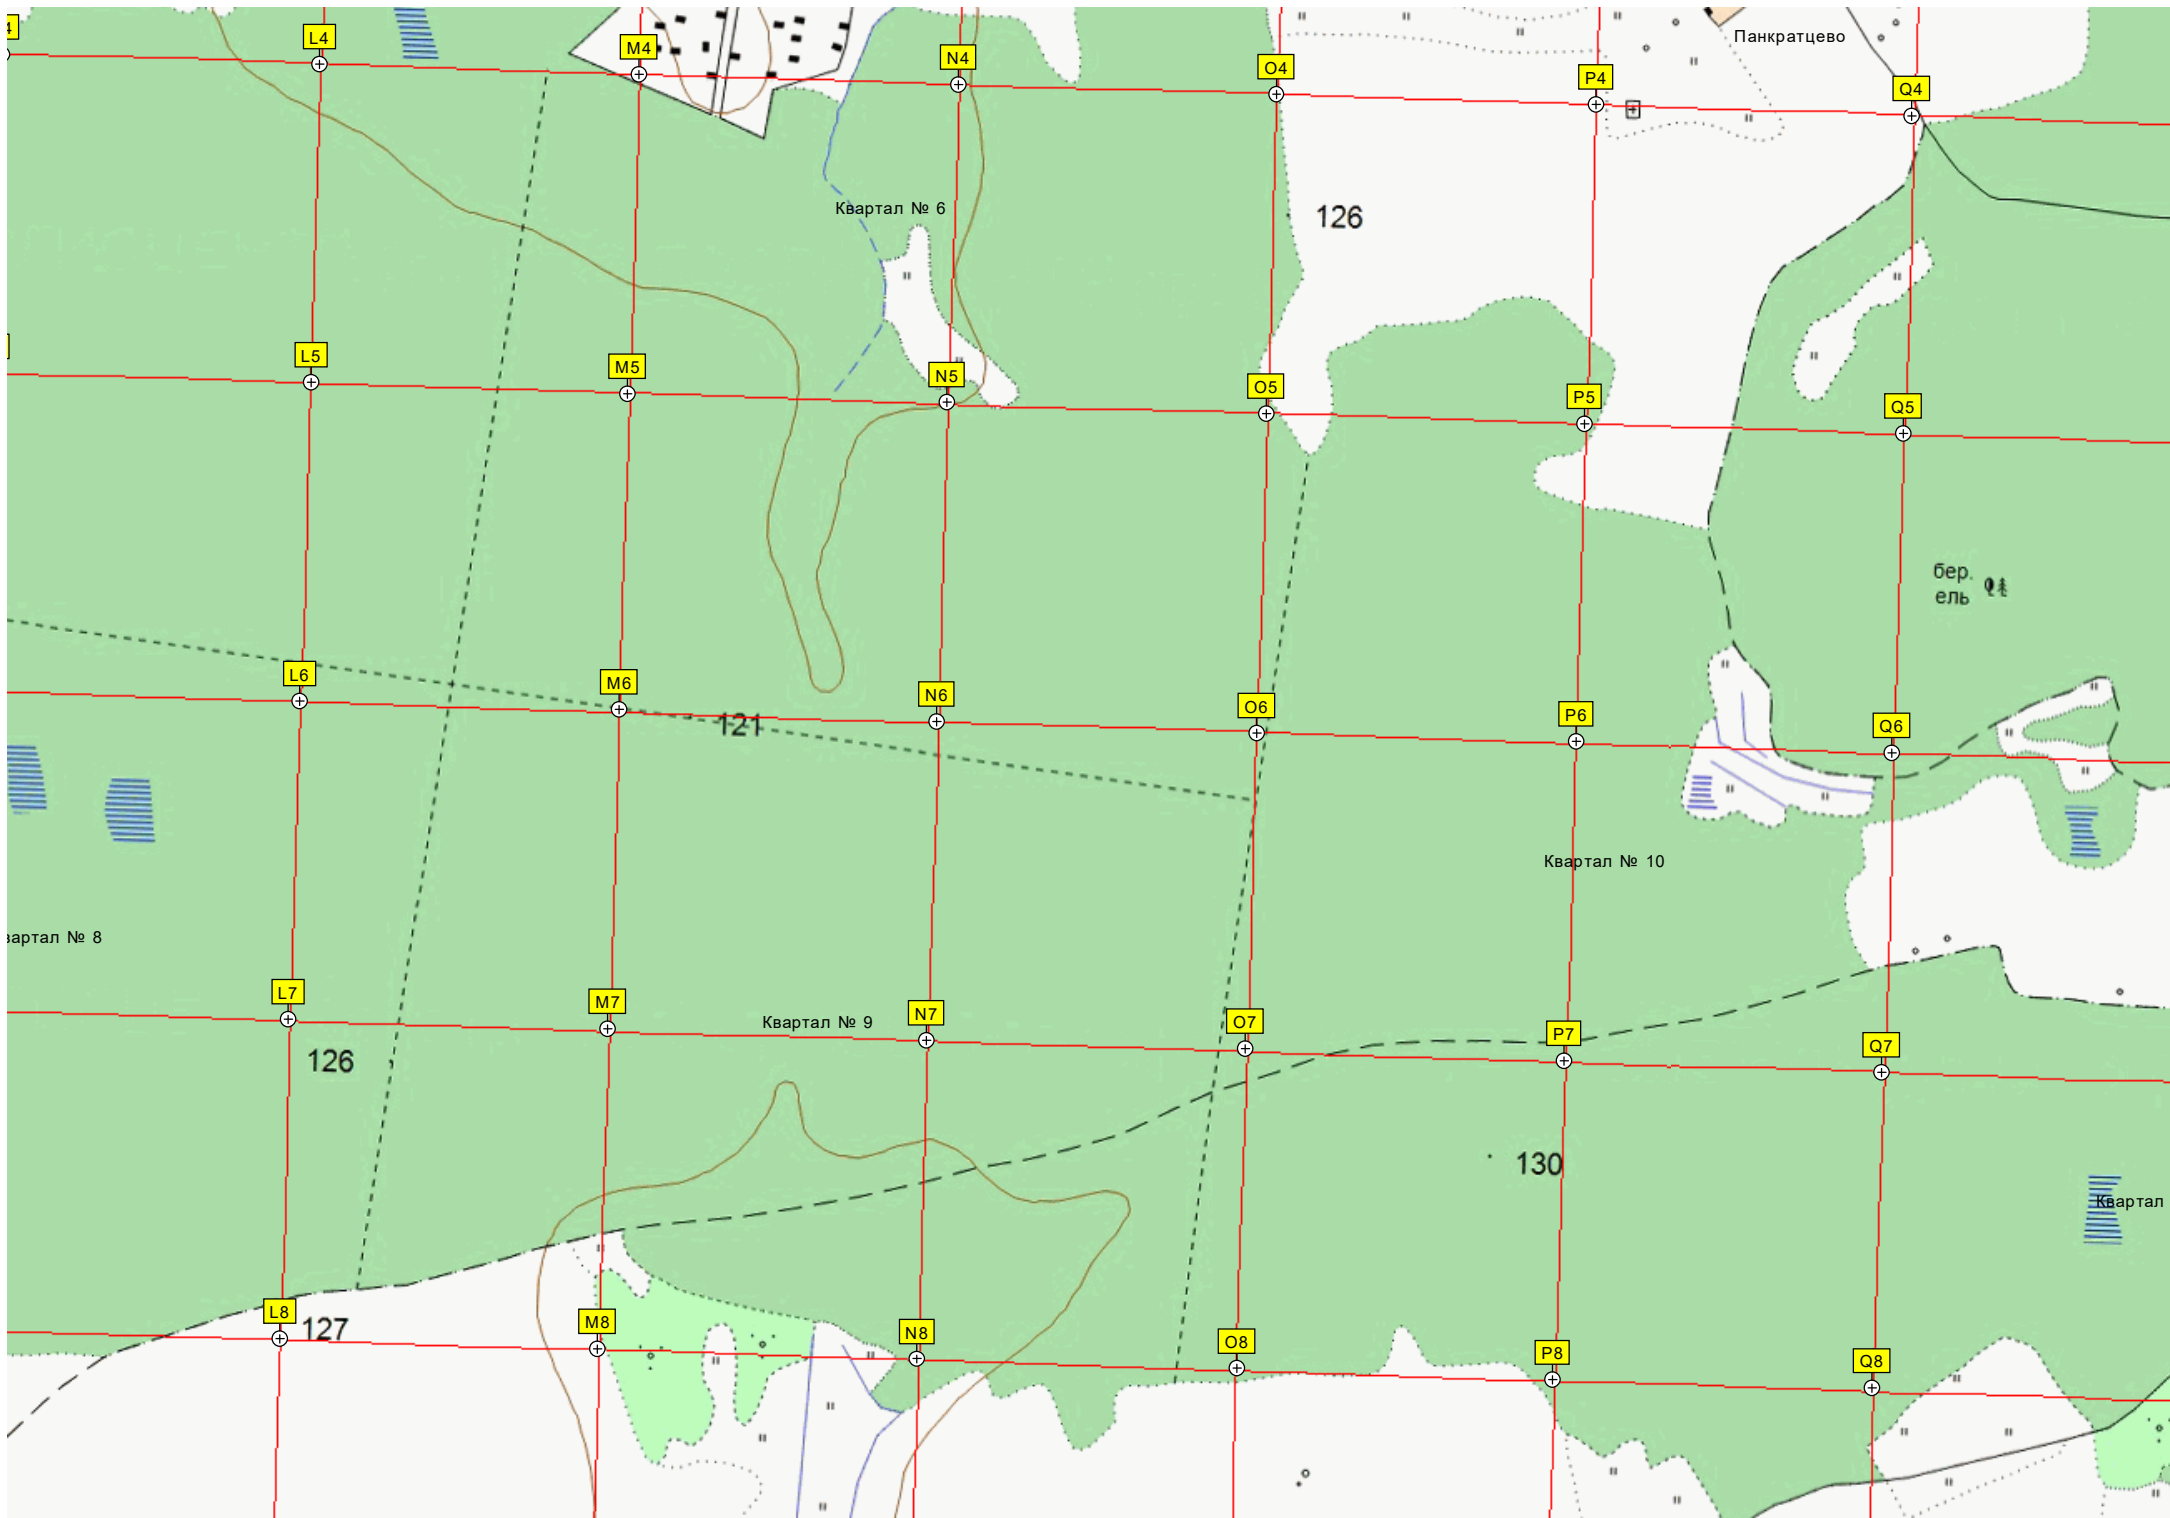 4
L4
M4
N4
O4
P4
Панкратцево
Q4
Квартал № 6
126
L5
M5
N5
O5
P5
Q5
бер.
ель
L6
M6
121
N6
O6
P6
Q6
Квартал № 10
вартал № 8
L7
M7
Квартал № 9
N7
O7
P7
Q7
126
130
Квартал
L8
127
M8
N8
O8
P8
Q8